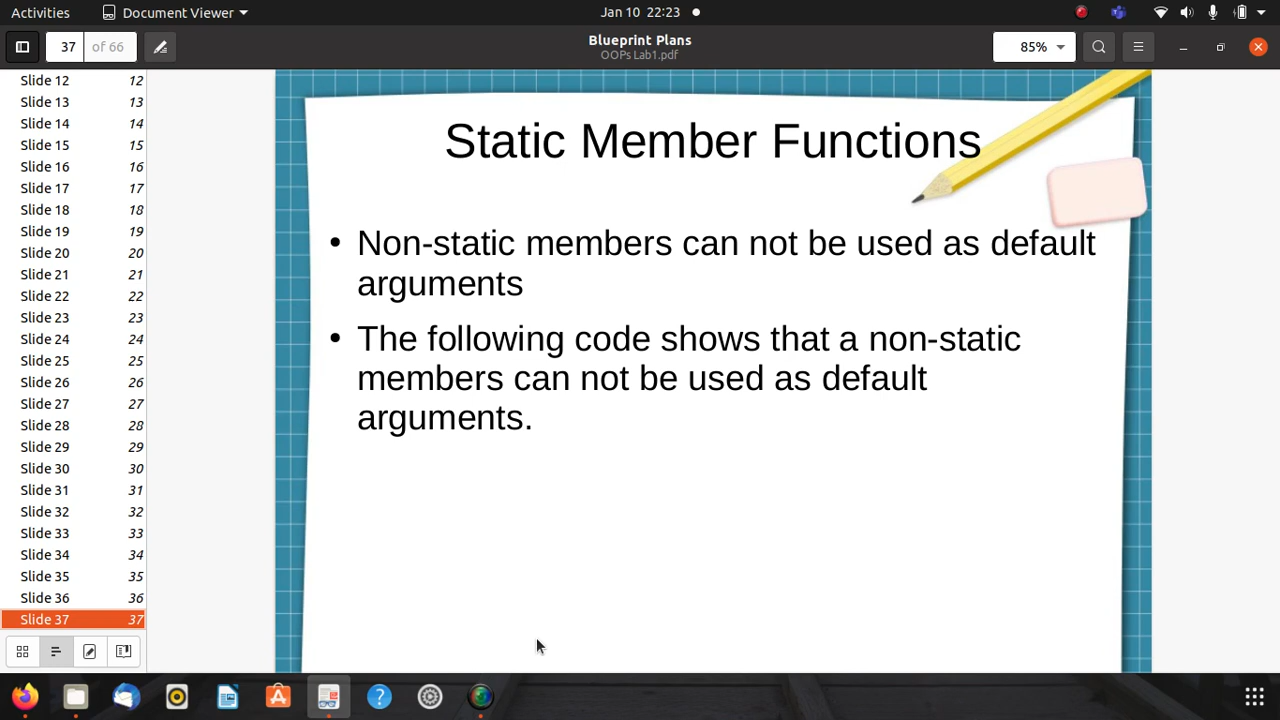 Activities Document Viewer Jan 10 22:23
37 of 66 Blueprint Plans 85%
OOPs Lab1.pdf
Slide 12 12
Slide 13 13
Slide 14 14
Slide 15 15
Slide 16 16
Slide 17 17
Slide 18 18
Slide 19 19
Slide 20 20
Slide 21 21
Slide 22 22
Slide 23 23
Slide 24 24
Slide 25 25
Slide 26 26
Slide 27 27
Slide 28 28
Slide 29 29
Slide 30 30
Slide 31 31
Slide 32 32
Slide 33 33
Slide 34 34
Slide 35 35
Slide 36 36
Slide 37 37
Static Member Functions
• Non-static members can not be used as default
arguments
• The following code shows that a non-static
members can not be used as default
arguments.